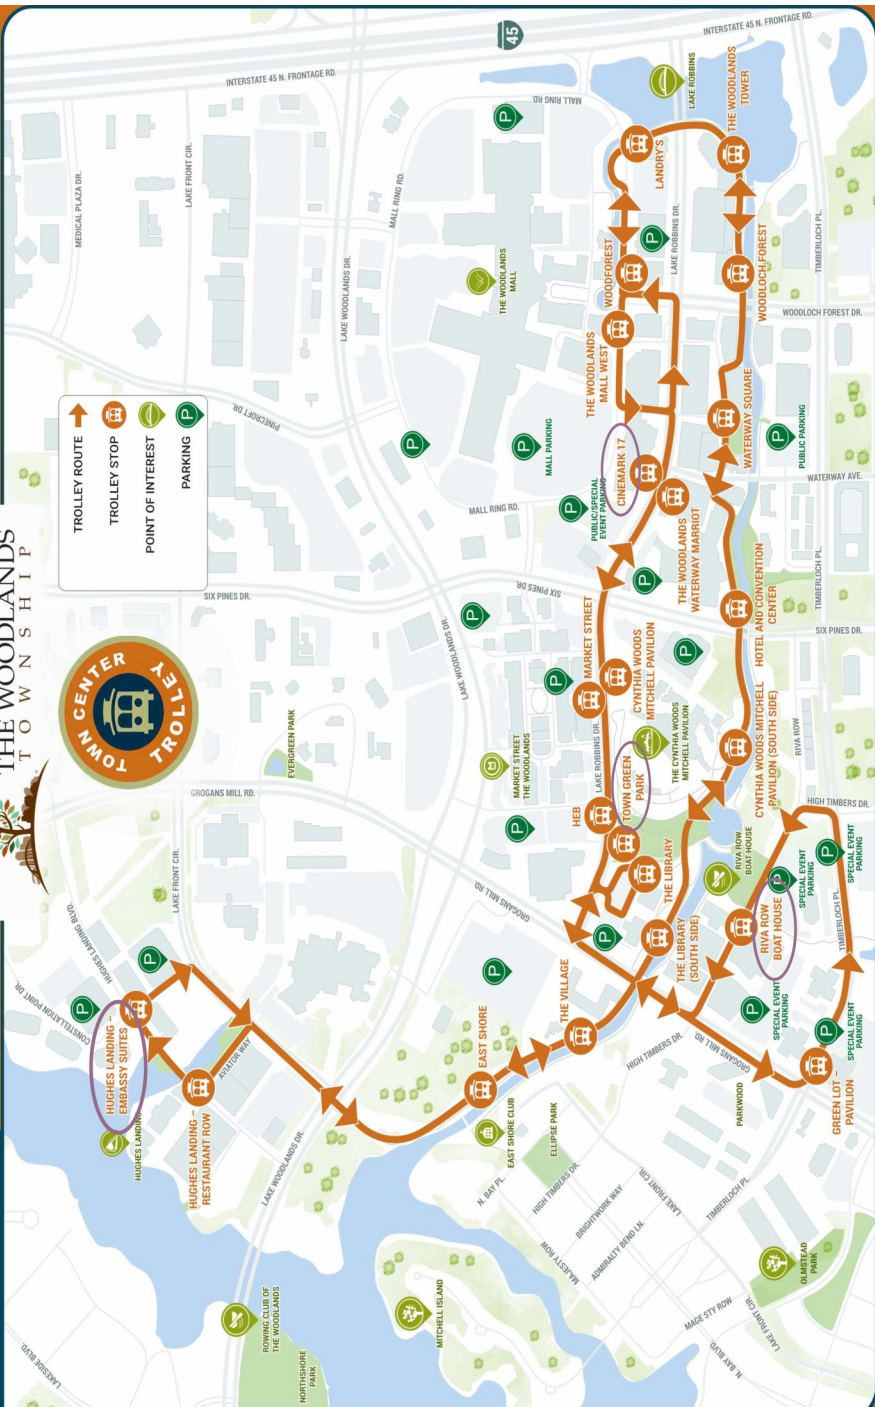 THE WOODLANDS
TOWNSHIP
TOWN CENTER
TROLLEY
TROLLEY ROUTE
TROLLEY STOP
POINT OF INTEREST
PARKING
LAKESIDE BLVD.
CONSTELLATION POINT DR.
HUGHES LANDING BLVD.
MEDICAL PLAZA DR.
HUGHES LANDING –
EMBASSY SUITES
HUGHES LANDING
LAKE FRONT CIR.
LAKE FRONT CIR.
HUGHES LANDING –
RESTAURANT ROW
AVIATOR WAY
GROGANS MILL RD.
SIX PINES DR.
PINECROFT DR.
INTERSTATE 45 N. FRONTAGE RD.
ROWING CLUB OF
THE WOODLANDS
LAKE WOODLANDS DR.
EVERGREEN PARK
NORTHSHORE
PARK
LAKE WOODLANDS DR.
MALL RING RD.
MITCHELL ISLAND
LAKE WOODLANDS DR.
EAST SHORE
GROGANS MILL RD.
MALL RING RD.
THE WOODLANDS
MALL
45
N. BAY PL.
EAST SHORE CLUB
MARKET STREET
THE WOODLANDS
SIX PINES DR.
MALL PARKING
MALL RING RD
MAJESTY ROW
HIGH TIMBERS DR.
ELLIPSE PARK
THE VILLAGE
HEB
LAKE ROBBINS DR.
MARKET STREET
PUBLIC/SPECIAL
EVENT PARKING
THE WOODLANDS
MALL WEST
WOODFOREST
ADMIRALTY BEND LN.
BRIGHTWORK WAY
LAKE FRONT CIR.
HIGH TIMBERS DR.
TOWN GREEN
PARK
CYNTHIA WOODS
MITCHELL PAVILION
CINEMARK 17
LANDRY'S
THE LIBRARY
THE CYNTHIA WOODS
MITCHELL PAVILION
THE LIBRARY
(SOUTH SIDE)
THE WOODLANDS
WATERWAY MARRIOT
LAKE ROBBINS DR.
LAKE ROBBINS
MAGE STY ROW
N. BAY BLVD.
TIMBERLOCH PL.
PARKWOOD
GROGANS MILL RD
RIVA ROW
BOAT HOUSE
INTERSTATE 45 N. FRONTAGE RD.
THE WOODLANDS
TOWER
LAKE FRONT CIR.
RIVA ROW
BOAT HOUSE
CYNTHIA WOODS MITCHELL
PAVILION (SOUTH SIDE)
HOTEL AND CONVENTION
CENTER
WATERWAY SQUARE
WOODLOCH FOREST
SPECIAL EVENT
PARKING
SPECIAL EVENT
PARKING
RIVA ROW
PUBLIC PARKING
OLMSTEAD
PARK
GREEN LOT –
PAVILION
SPECIAL EVENT
PARKING
TIMBERLOCH PL.
SPECIAL EVENT
PARKING
HIGH TIMBERS DR.
SIX PINES DR.
TIMBERLOCH PL.
WATERWAY AVE.
WOODLOCH FOREST DR.
TIMBERLOCH PL.